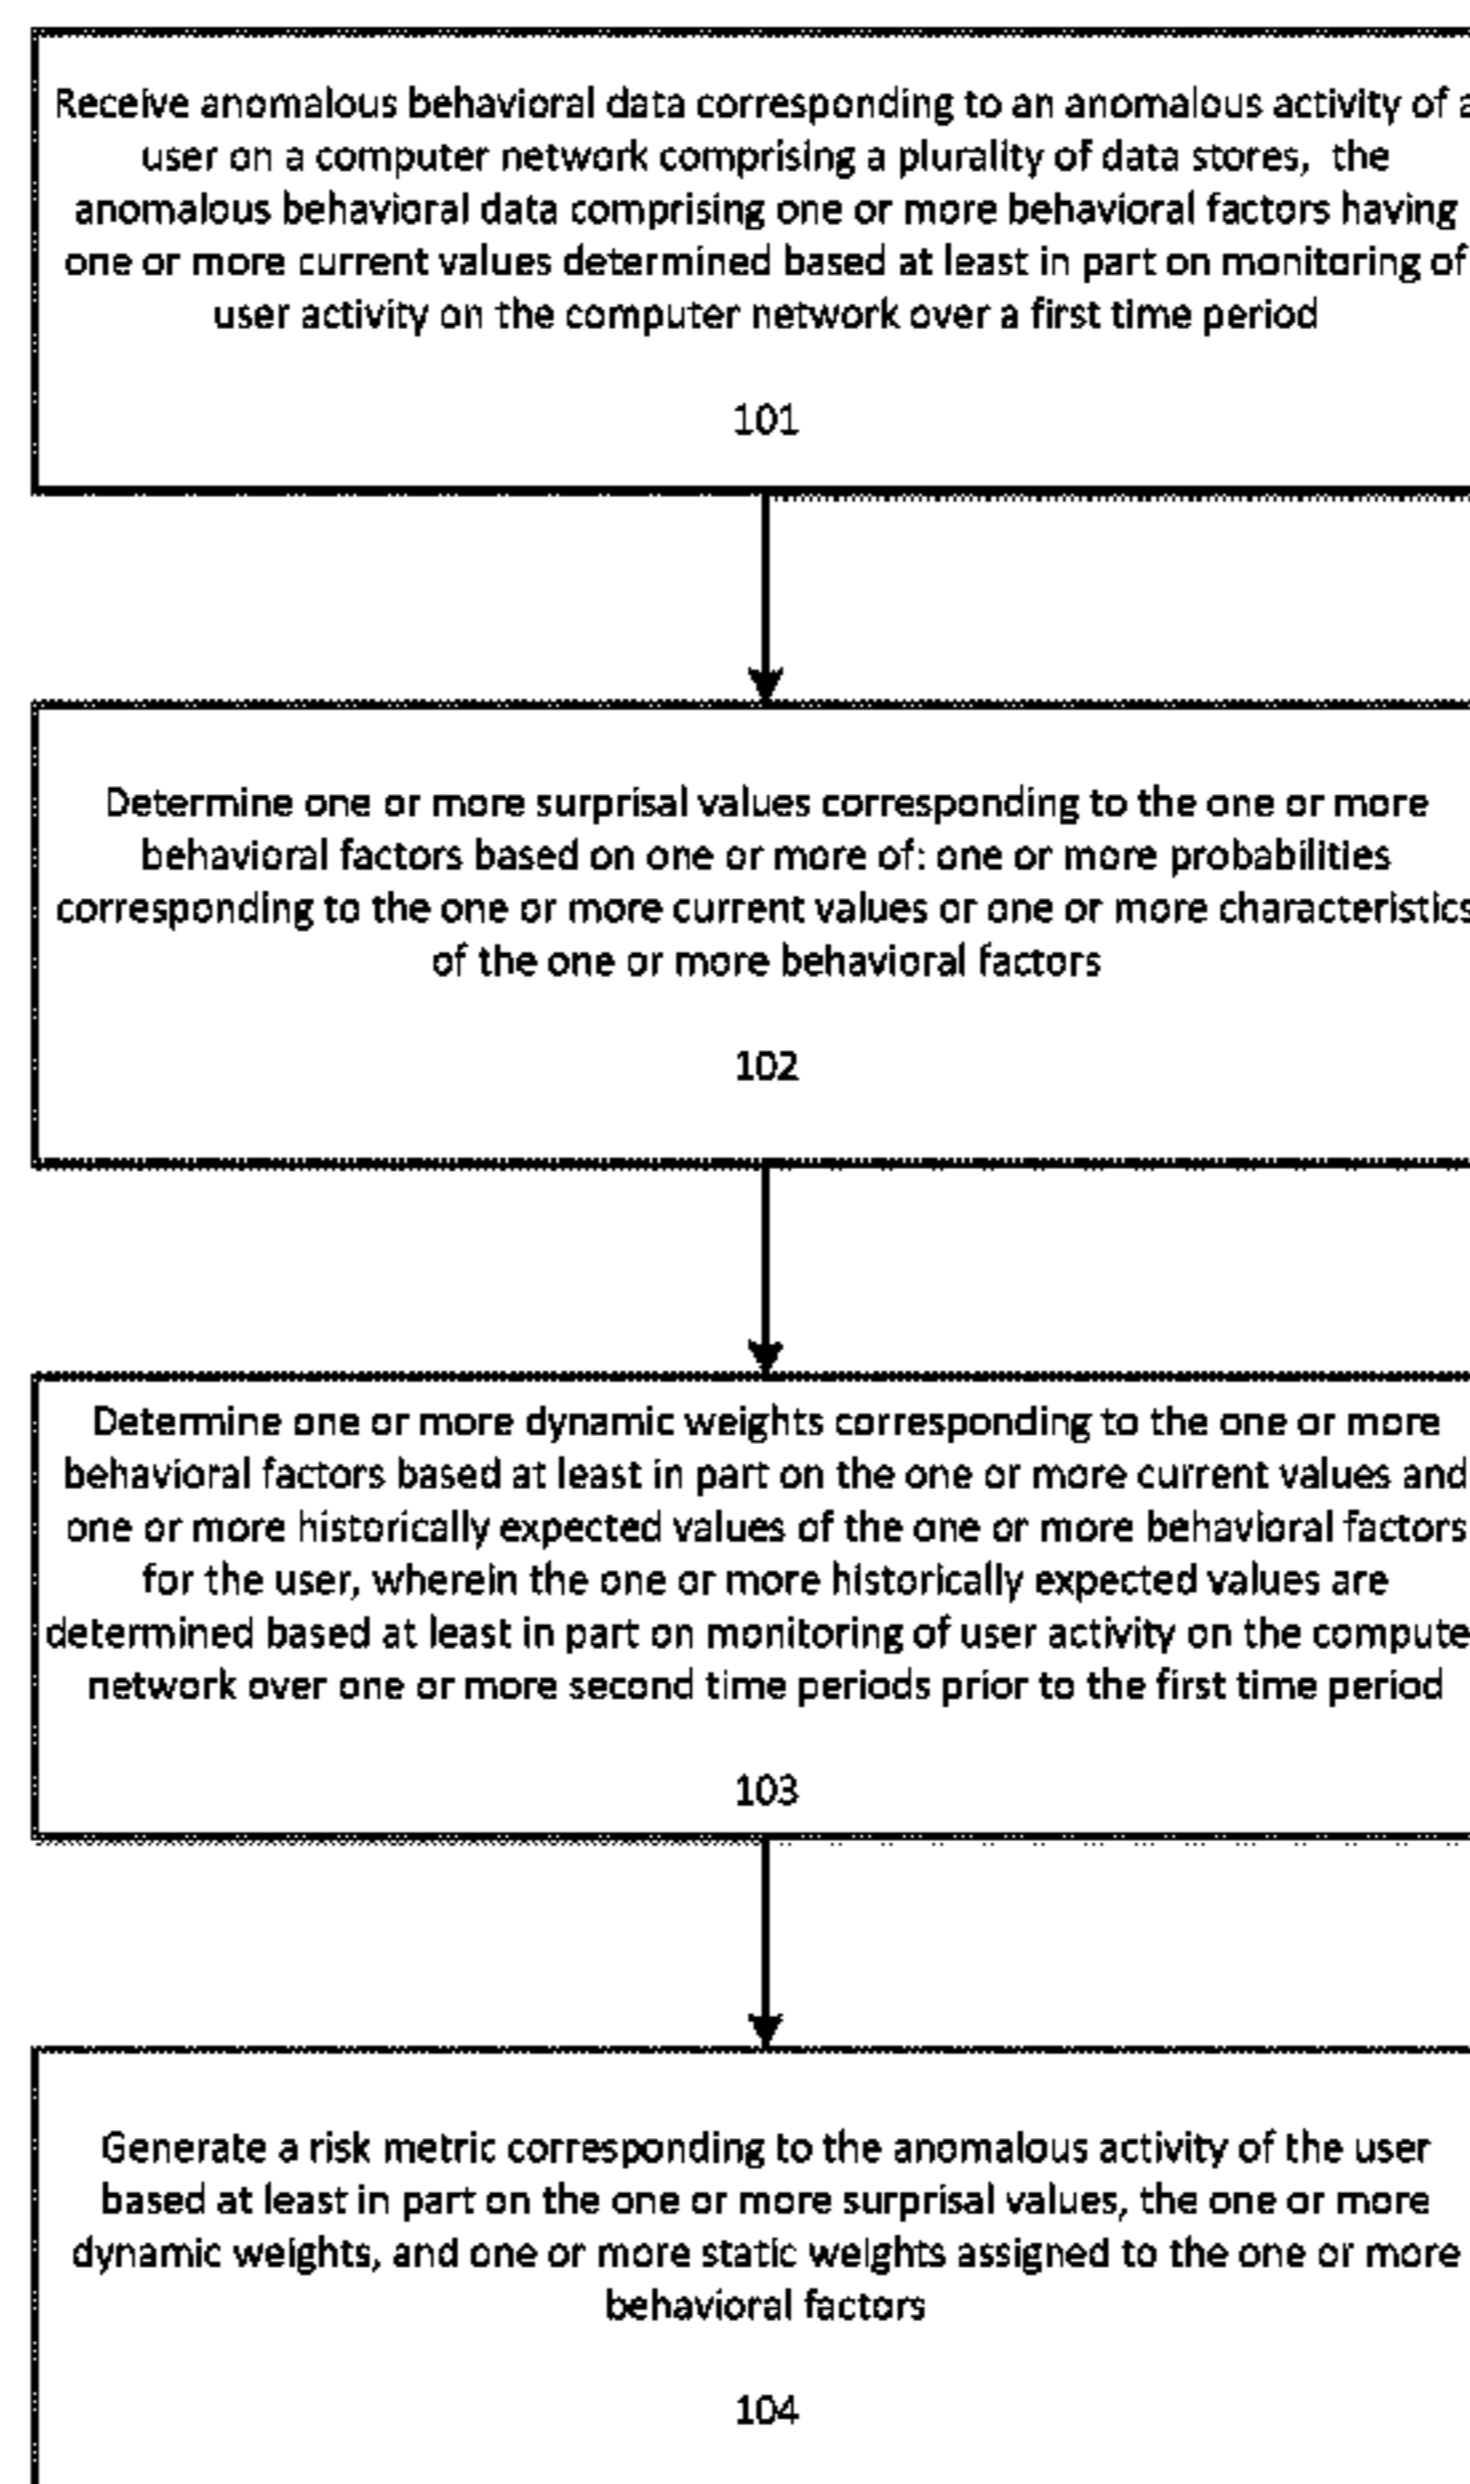 Receive anomalous behavioral data corresponding to an anomalous activity of a
user on a computer network comprising a plurality of data stores, the
anomalous behavioral data comprising one or more behavioral factors having
one or more current values determined based at least in part on monitoring of
user activity on the computer network over a first time period
101
Determine one or more surprisal values corresponding to the one or more
behavioral factors based on one or more of: one or more probabilities
corresponding to the one or more current values or one or more characteristics
of the one or more behavioral factors
102
Determine one or more dynamic weights corresponding to the one or more
behavioral factors based at least in part on the one or more current values and
one or more historically expected values of the one or more behavioral factors
for the user, wherein the one or more historically expected values are
determined based at least in part on monitoring of user activity on the compute
network over one or more second time periods prior to the first time period
103
Generate a risk metric corresponding to the anomalous activity of the user
based at least in part on the one or more surprisal values, the one or more
dynamic weights, and one or more static weights assigned to the one or more
behavioral factors
104